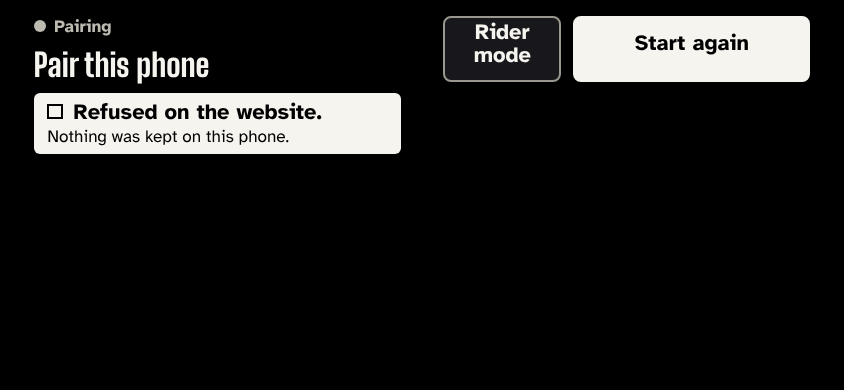 Pairing
Pair this phone
Refused on the website.
Nothing was kept on this phone.
Rider
mode
Start again